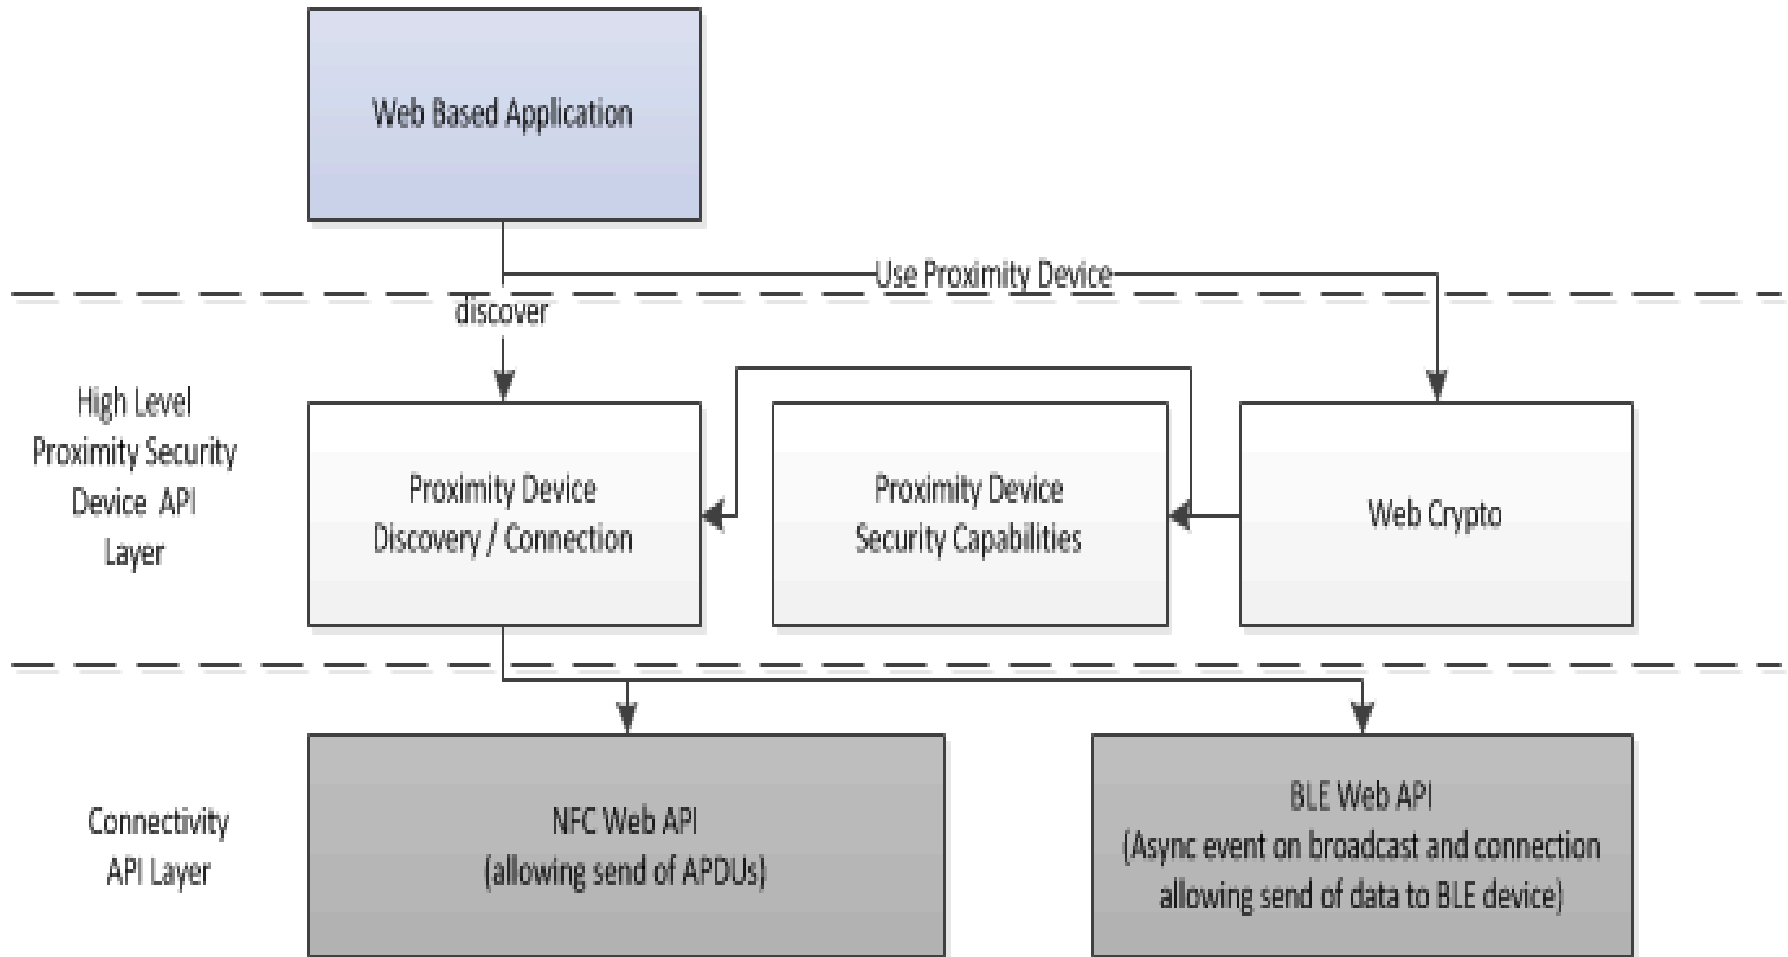 Web Based Application
Use Proximity Device
discover
High Level
Proximity Security
Device API
Layer
Proximity Device
Discovery / Connection
Proximity Device
Security Capabilities
Web Crypto
Connectivity
API Layer
NFC Web API
(allowing send of APDUs)
BLE Web API
(Async event on broadcast and connection
allowing send of data to BLE device)